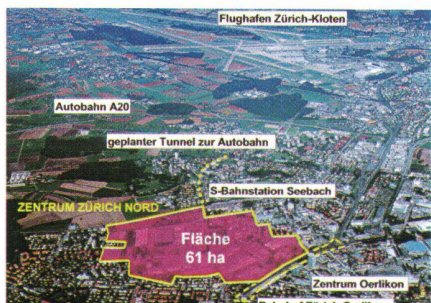 Flughafen Zürich-Kloten
Autobahn A20
geplanter Tunnel zur Autobahn
S-Bahnstation Seebach
ZENTRUM ZÜRICH NORD
Fläche
61 ha
Zentrum Oerlikon